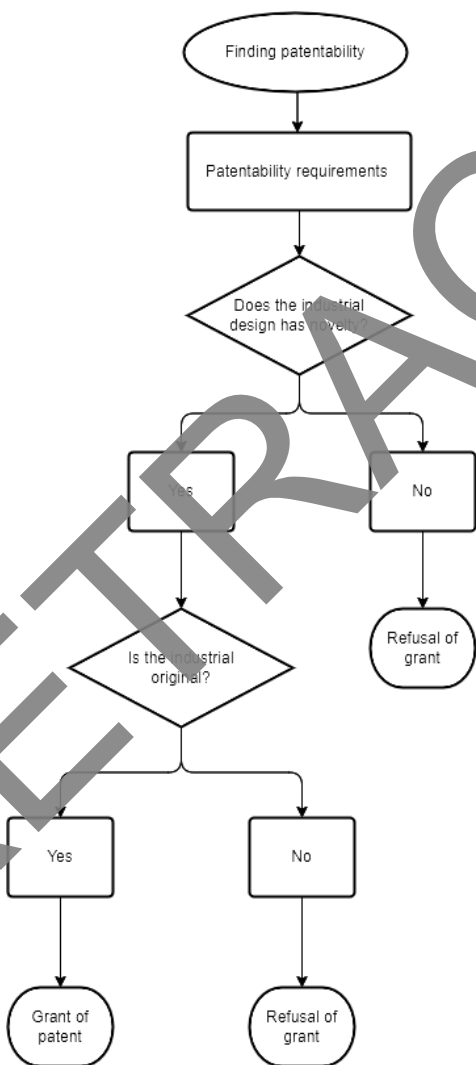 Finding patentability
Patentability requirements
Does the industrial
design has novelty?
Yes
No
Refusal of
grant
Is the industrial
original?
Yes
No
Grant of
patent
Refusal of
grant
ETRAC